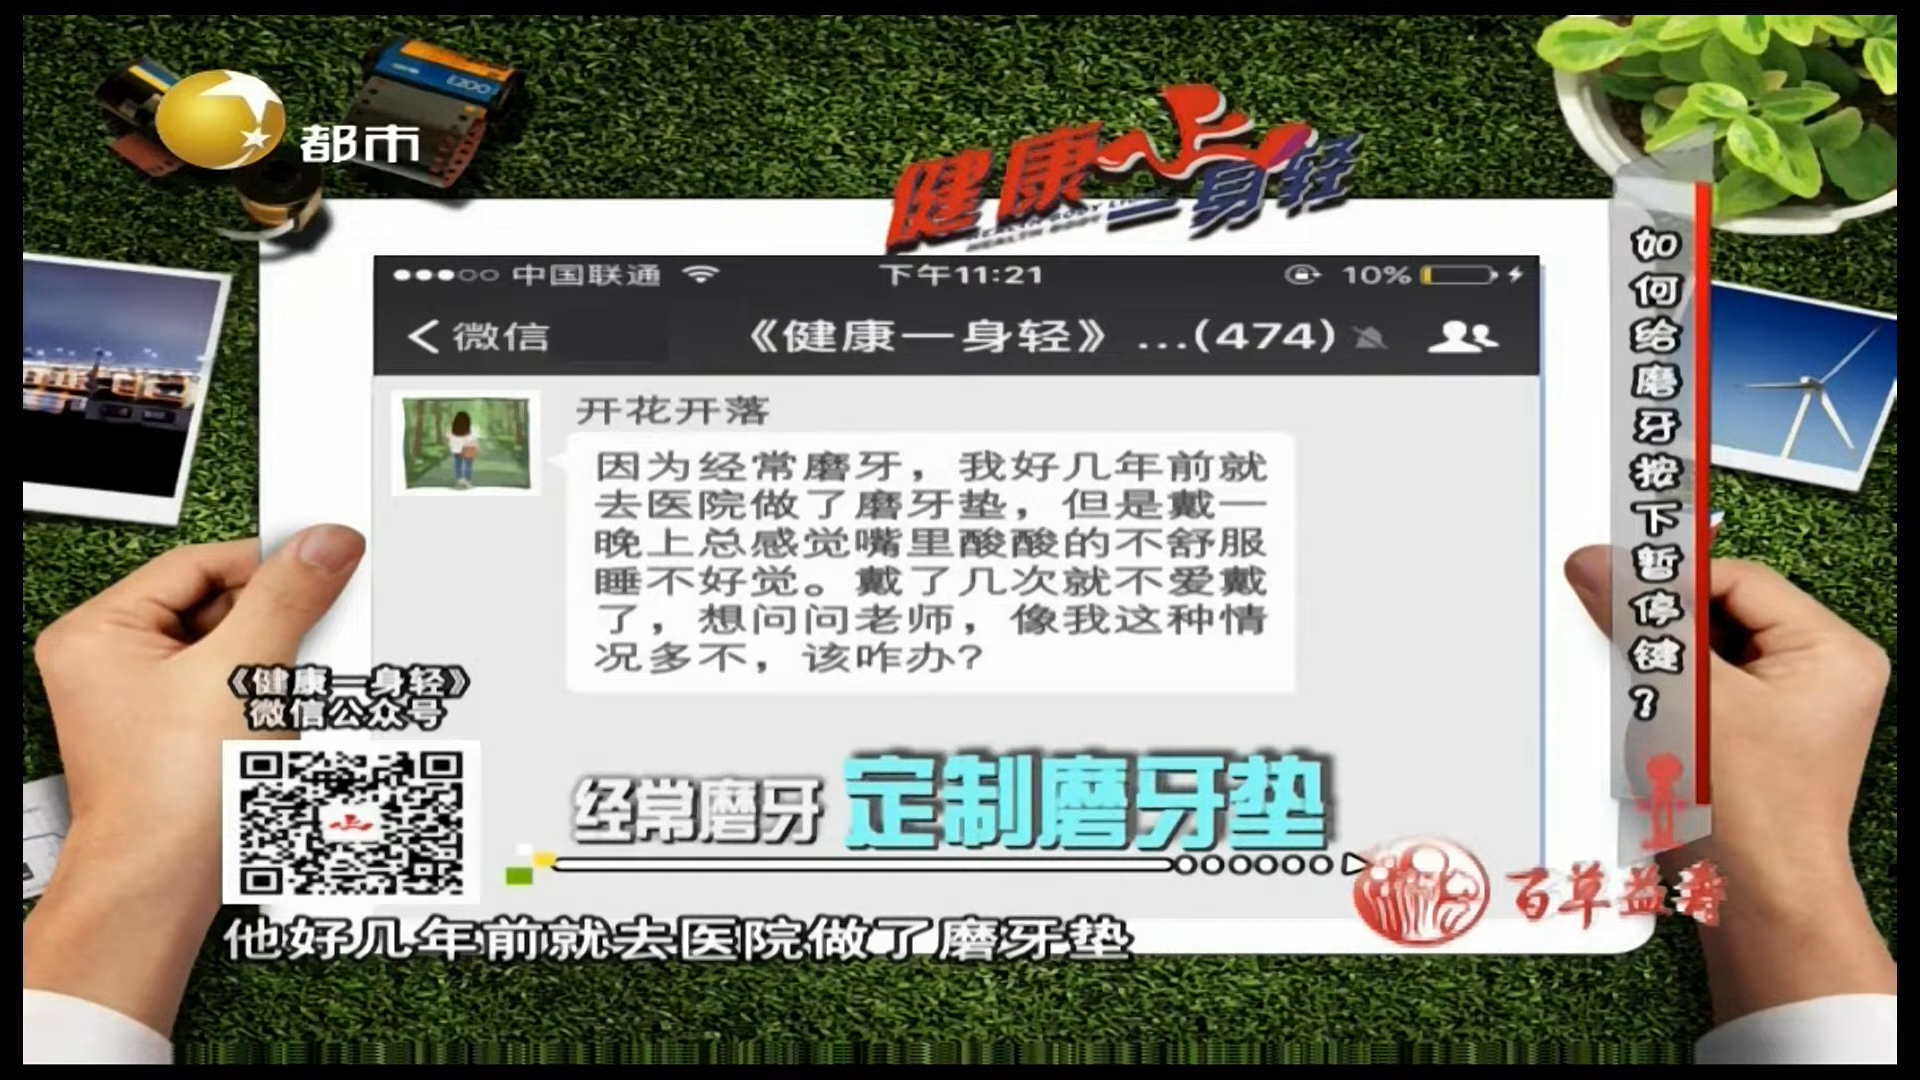 E200
都市
健康一身轻
HEALTH BODY
中国联通 下午11:21 10%
微信 《健康一身轻》 ...(474)
开花开落
因为经常磨牙，我好几年前就
去医院做了磨牙垫，但是戴一
晚上总感觉嘴里酸酸的不舒服
睡不好觉。戴了几次就不爱戴
了，想问问老师，像我这种情
况多不，该咋办？
如何给磨牙按下暂停键？
《健康一身轻》
微信公众号
经常磨牙 定制磨牙垫
百草益寿
他好几年前就去医院做了磨牙垫